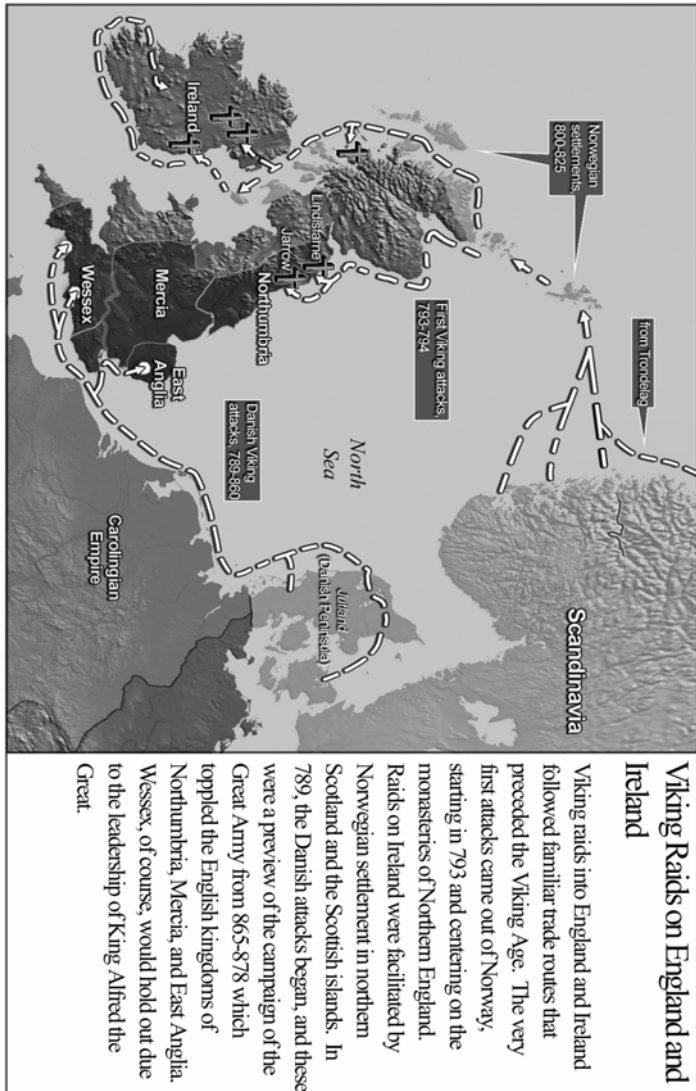 Viking Raids on England and
Ireland
Viking raids into England and Ireland
followed familiar trade routes that
preceded the Viking Age. The very
first attacks came out of Norway,
starting in 793 and centering on the
monasteries of Northern England.
Raids on Ireland were facilitated by
Norwegian settlement in northern
Scotland and the Scottish islands. In
789, the Danish attacks began, and these
were a preview of the campaign of the
Great Army from 865-878 which
toppled the English kingdoms of
Northumbria, Mercia, and East Anglia.
Wessex, of course, would hold out due
to the leadership of King Alfred the
Great.
from Trondelag
Norwegian
settlements,
800-825
Scandinavia
First Viking attacks,
793-794
North
Sea
Jutland
(Danish Peninsula)
Danish Viking
attacks, 789-860
Lindisfarne
Jarrow
Northumbria
Ireland
Mercia
East
Anglia
Wessex
Carolingian
Empire